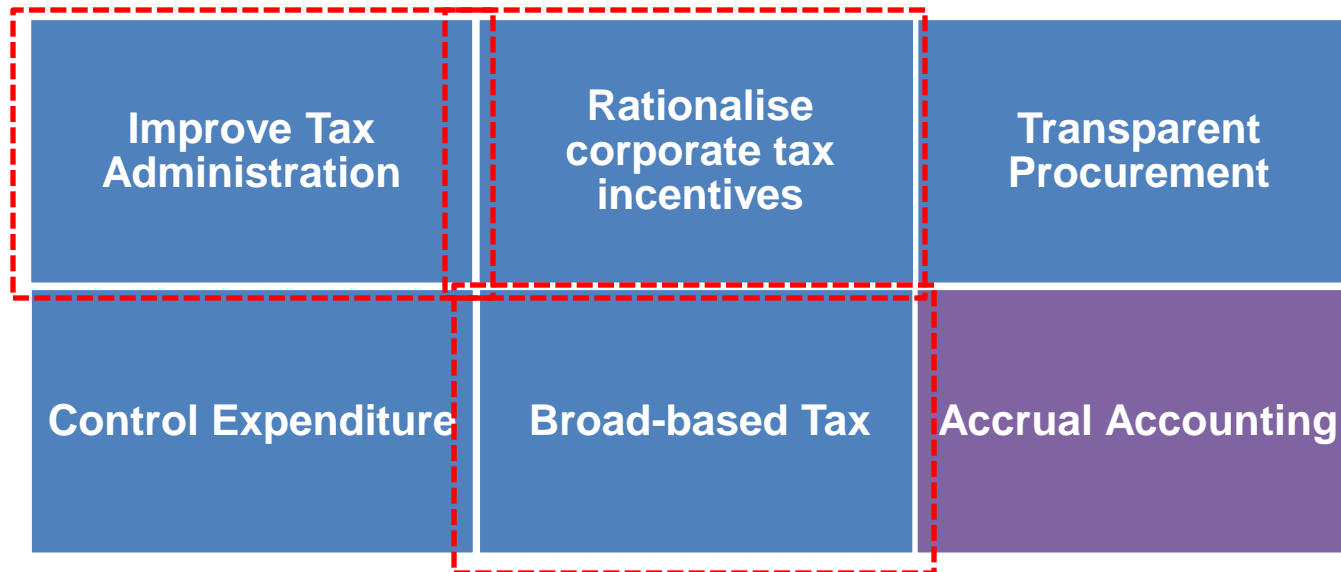 Improve Tax
Administration
Rationalise
corporate tax
incentives
Transparent
Procurement
Control Expenditure
Broad-based Tax
Accrual Accounting